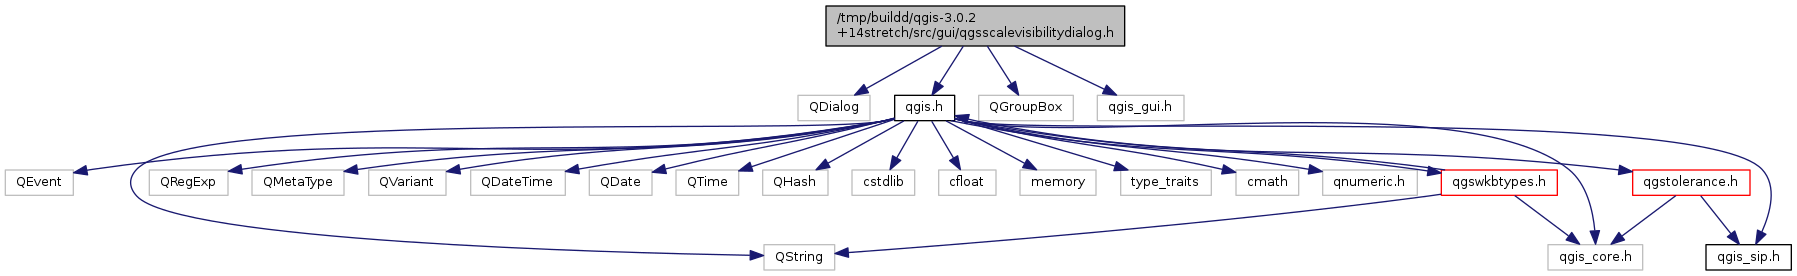 /tmp/buildd/qgis-3.0.2
+14stretch/src/gui/qgsscalevisibilitydialog.h
QDialog
qgis.h
QGroupBox
qgis_gui.h
QEvent
QRegExp
QMetaType
QVariant
QDateTime
QDate
QTime
QHash
cstdlib
cfloat
memory
type_traits
cmath
qnumeric.h
qgswkbtypes.h
qgstolerance.h
QString
qgis_core.h
qgis_sip.h